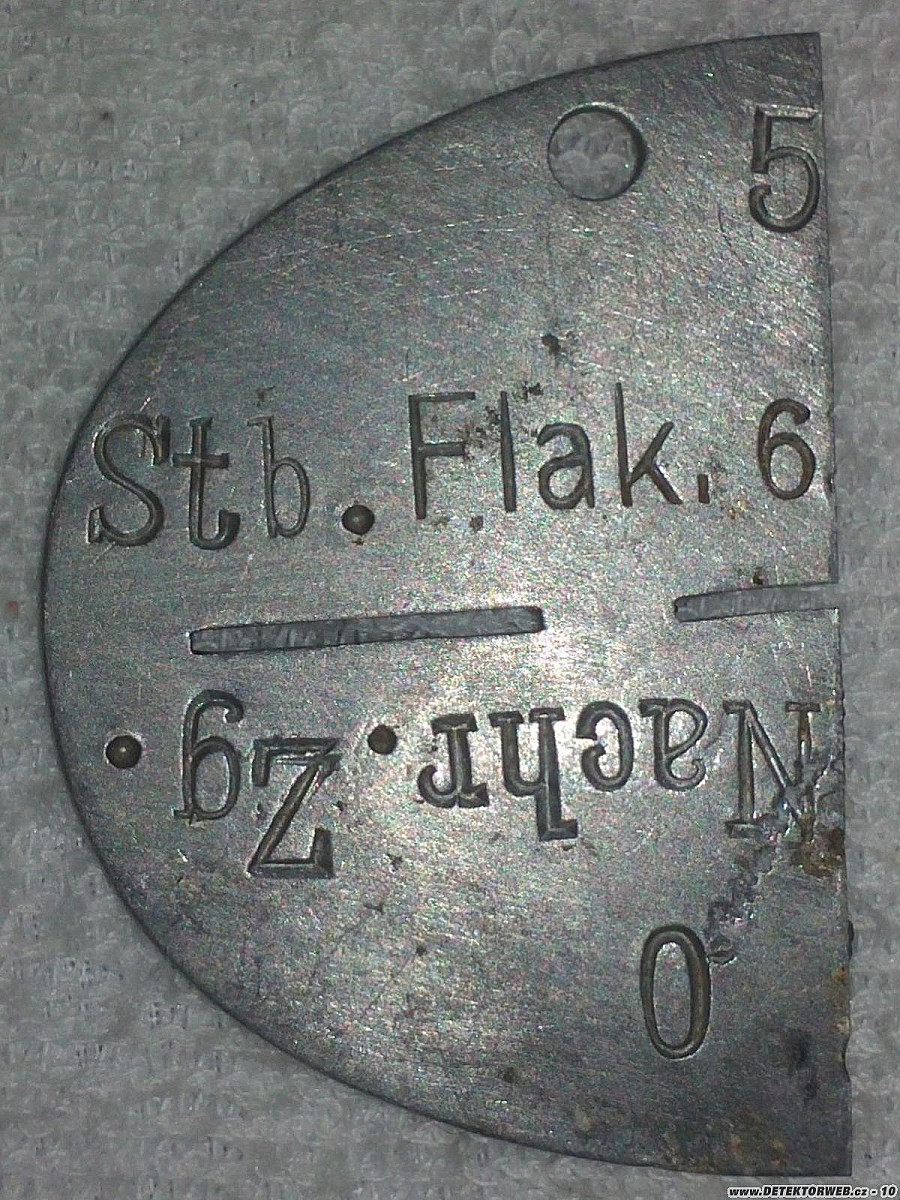 5
Stb. Flak. 6
Nachr. Zg.
0
www.DETEKTORWEB.cz - 10